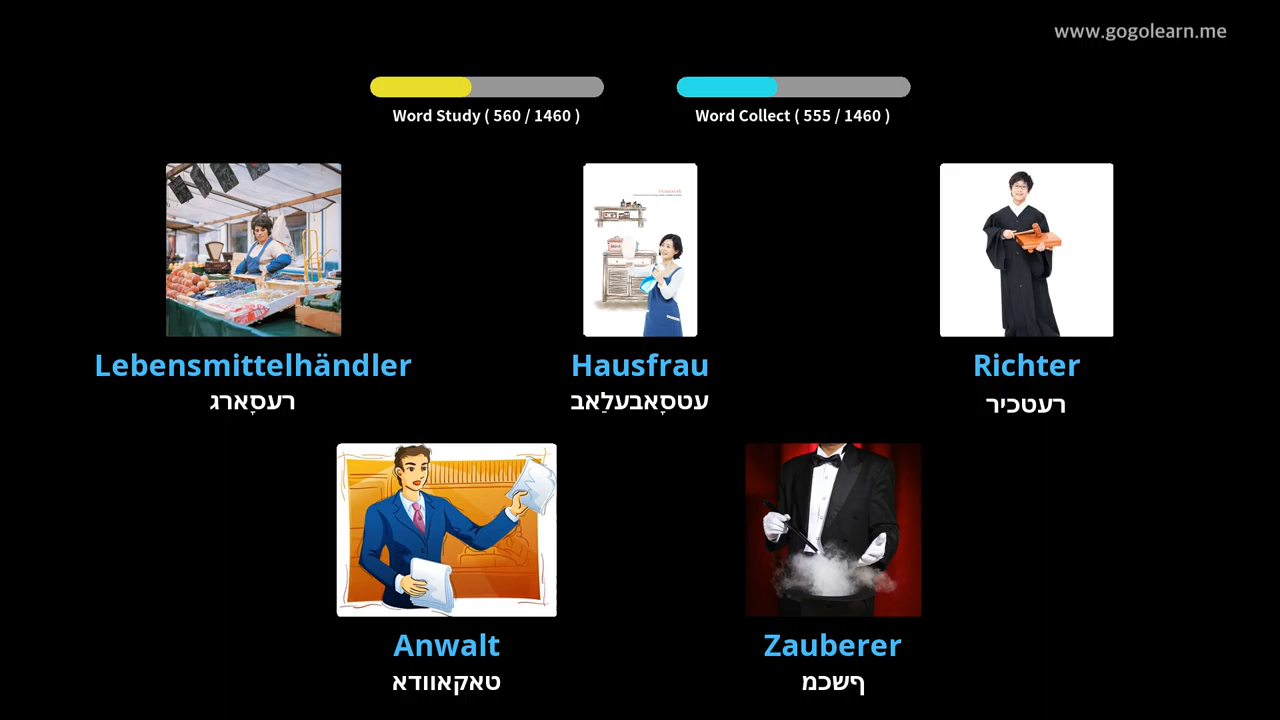 www.gogolearn.me
Word Study ( 560 / 1460 )
Word Collect ( 555 / 1460 )
Lebensmittelhändler
רעסָארג
Hausfrau
עטסָאבעלַאב
Richter
רעטכיר
Anwalt
טאקאוודא
Zauberer
ףשכמ